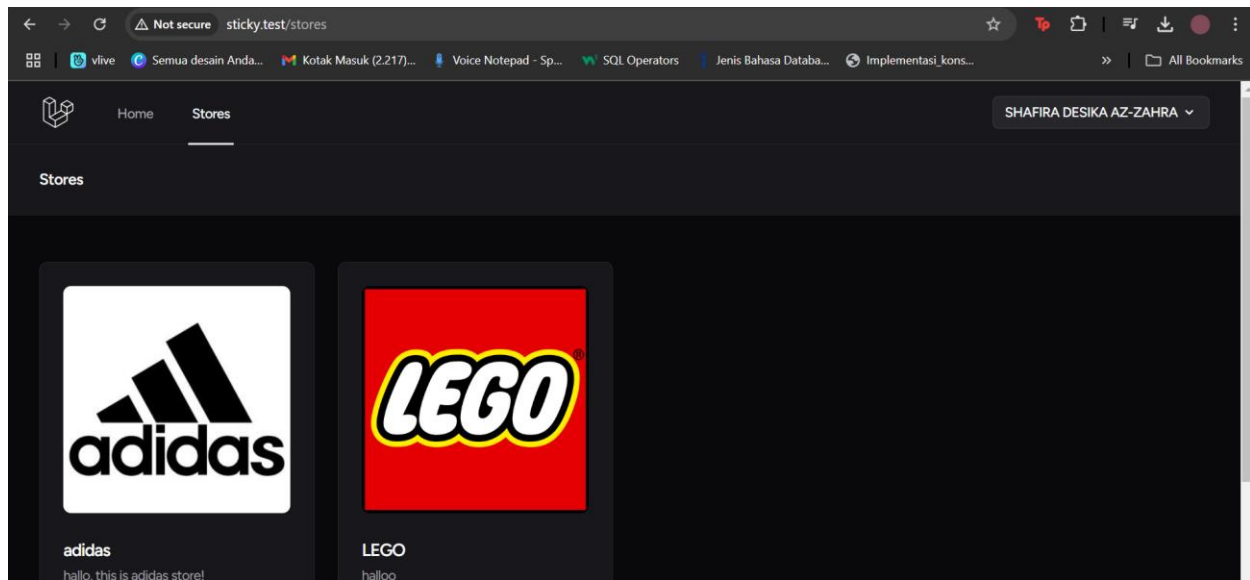 Not secure sticky.test/stores
vlive Semua desain Anda... Kotak Masuk (2.217)... Voice Notepad - Sp... SQL Operators Jenis Bahasa Databa... Implementasi_kons... » All Bookmarks
Home Stores SHAFIRA DESIKA AZ-ZAHRA
Stores
adidas
LEGO®
adidas LEGO
hallo, this is adidas store! halloo